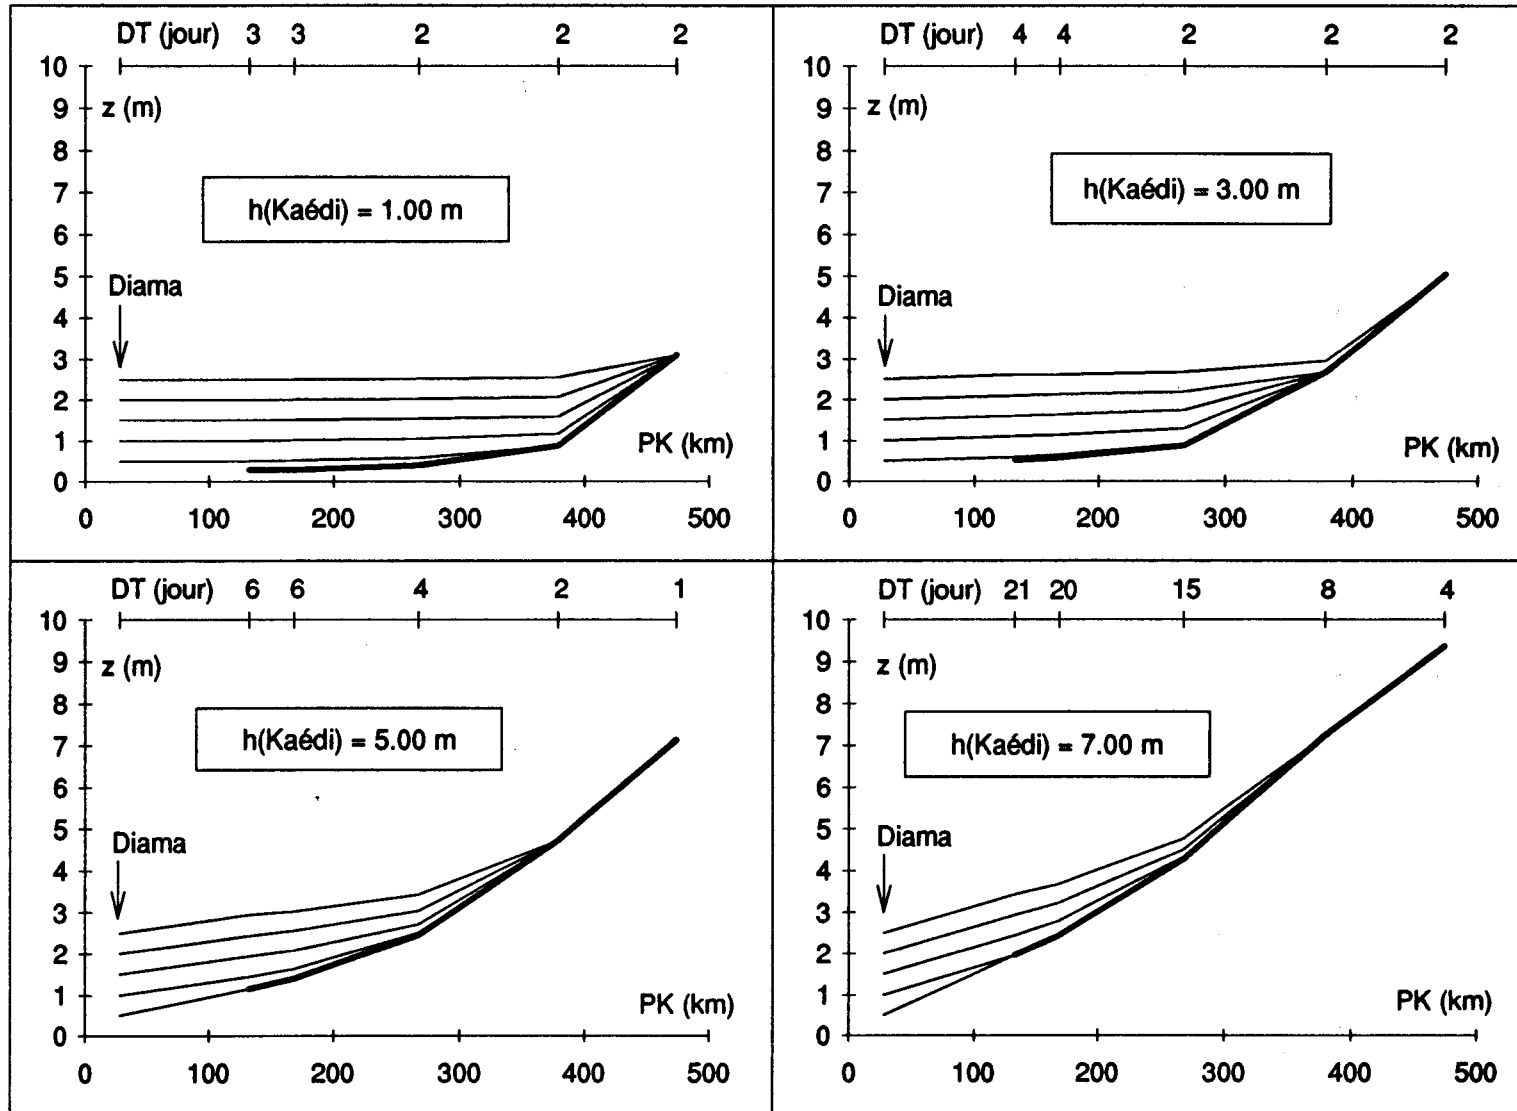 DT (jour) 3 3 2 2 2
10
9 z (m)
8
7
h(Kaédi) = 1.00 m
6
5
Diama
4
3
2
1 PK (km)
0
0 100 200 300 400 500
DT (jour) 4 4 2 2 2
10
9 z (m)
8
7
h(Kaédi) = 3.00 m
6
5
Diama
4
3
2
1 PK (km)
0
0 100 200 300 400 500
DT (jour) 6 6 4 2 1
10
9 z (m)
8
7
h(Kaédi) = 5.00 m
6
5
Diama
4
3
2
1 PK (km)
0
0 100 200 300 400 500
DT (jour) 21 20 15 8 4
10
9 z (m)
8
7
h(Kaédi) = 7.00 m
6
5
Diama
4
3
2
1 PK (km)
0
0 100 200 300 400 500